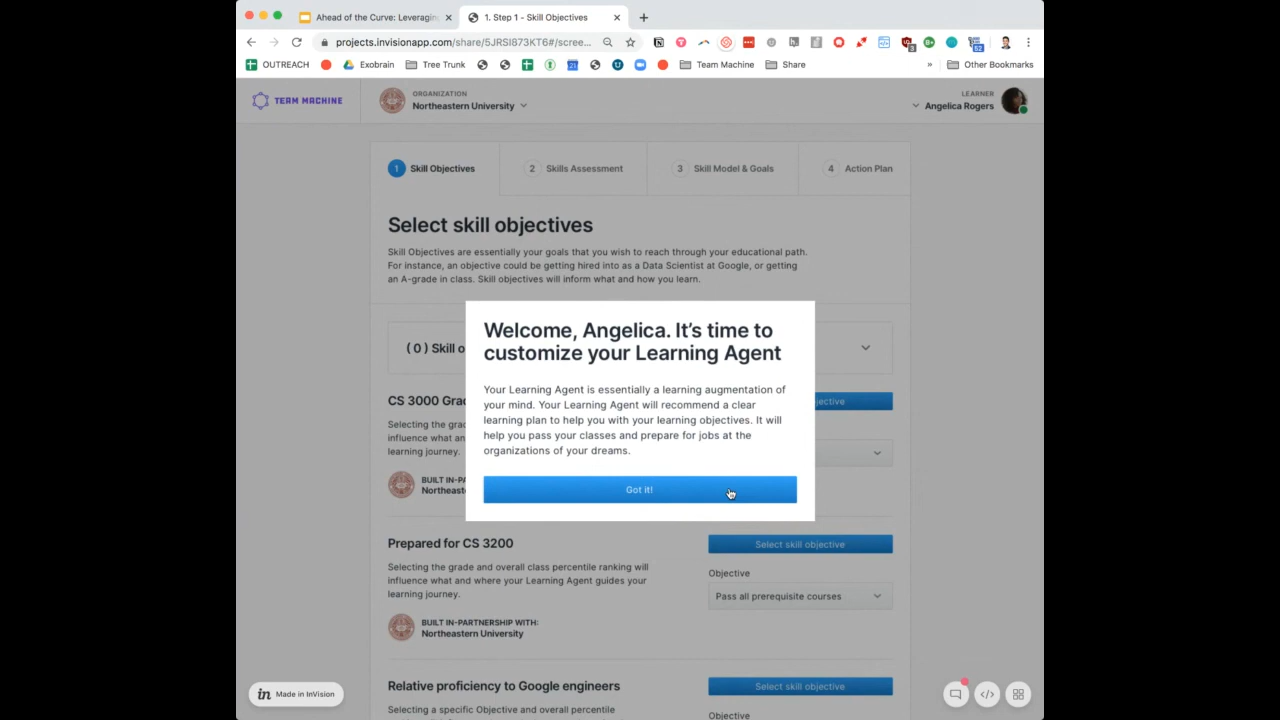 Ahead of the Curve: Leveraging
1. Step 1 - Skill Objectives
projects.invisionapp.com/share/5JRSI873KT6#/scree...
OUTREACH
Exobrain
Tree Trunk
Team Machine
Share
»
Other Bookmarks
TEAM MACHINE
ORGANIZATION
Northeastern University
LEARNER
Angelica Rogers
1 Skill Objectives
2 Skills Assessment
3 Skill Model & Goals
4 Action Plan
Select skill objectives
Skill Objectives are essentially your goals that you wish to reach through your educational path.
For instance, an objective could be getting hired into as a Data Scientist at Google, or getting
an A-grade in class. Skill objectives will inform what and how you learn.
( 0 ) Skill o
Welcome, Angelica. It's time to
customize your Learning Agent
Your Learning Agent is essentially a learning augmentation of
your mind. Your Learning Agent will recommend a clear
learning plan to help you with your learning objectives. It will
help you pass your classes and prepare for jobs at the
organizations of your dreams.
Got it!
CS 3000 Grad
jective
Selecting the grad
influence what an
learning journey.
BUILT IN-PA
Northeast
Prepared for CS 3200
Select skill objective
Selecting the grade and overall class percentile ranking will
influence what and where your Learning Agent guides your
learning journey.
Objective
Pass all prerequisite courses
BUILT IN-PARTNERSHIP WITH:
Northeastern University
Relative proficiency to Google engineers
Select skill objective
Selecting a specific Objective and overall percentile
Objective
in Made in InVision